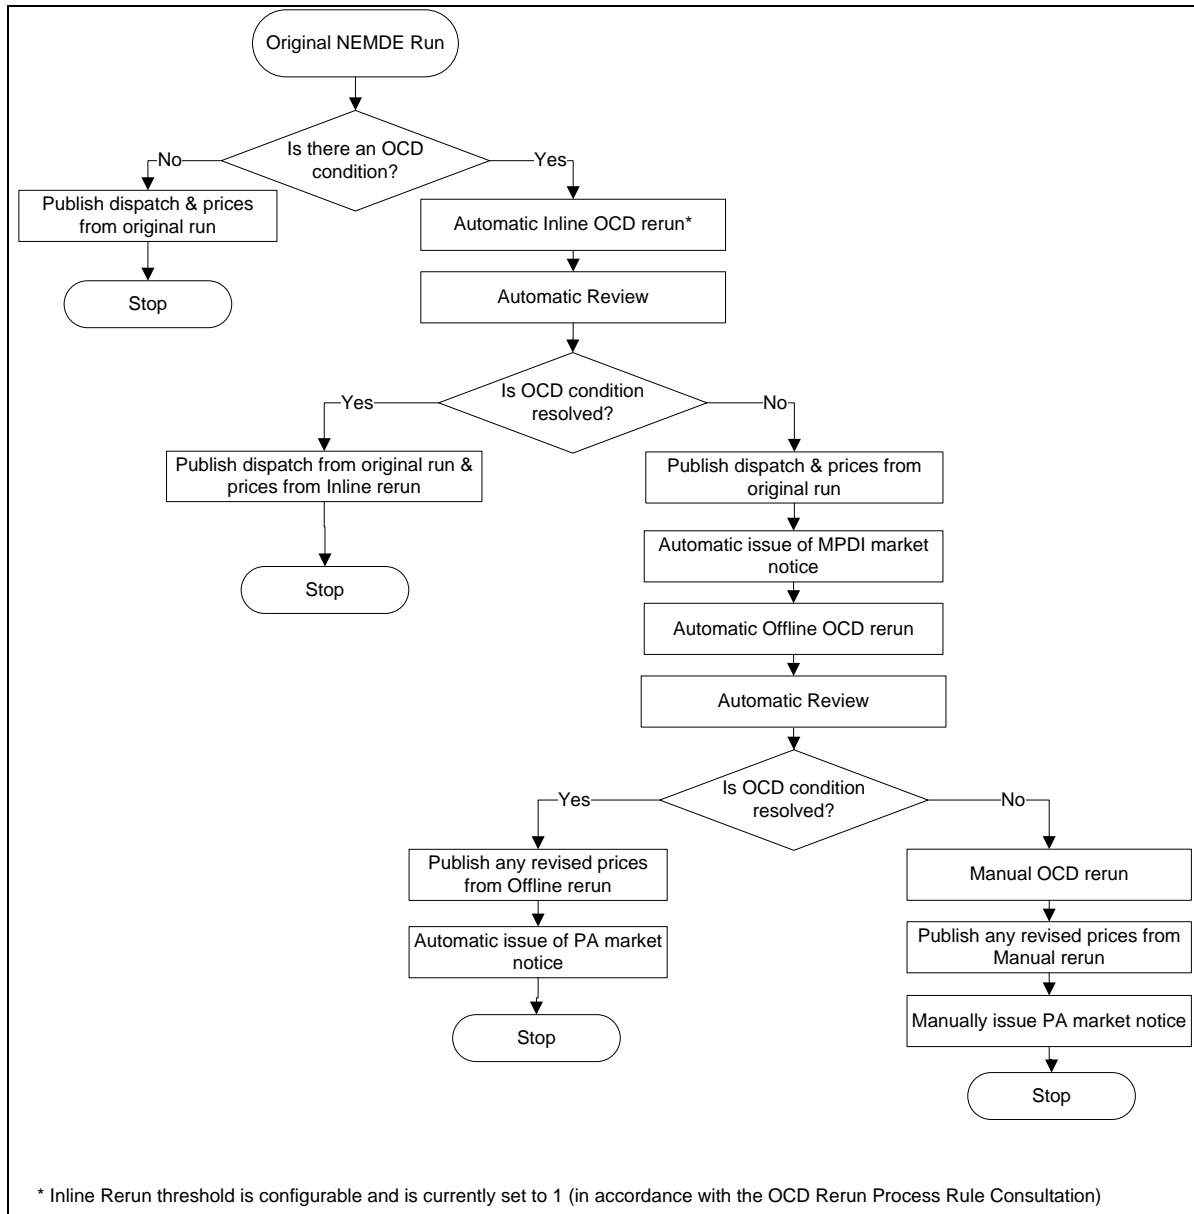 Original NEMDE Run
Is there an OCD
condition?
No
Yes
Publish dispatch & prices
from original run
Stop
Automatic Inline OCD rerun*
Automatic Review
Is OCD condition
resolved?
Yes
No
Publish dispatch from original run &
prices from Inline rerun
Stop
Publish dispatch & prices from
original run
Automatic issue of MPDI market
notice
Automatic Offline OCD rerun
Automatic Review
Is OCD condition
resolved?
Yes
No
Publish any revised prices
from Offline rerun
Automatic issue of PA market
notice
Stop
Manual OCD rerun
Publish any revised prices from
Manual rerun
Manually issue PA market notice
Stop
* Inline Rerun threshold is configurable and is currently set to 1 (in accordance with the OCD Rerun Process Rule Consultation)